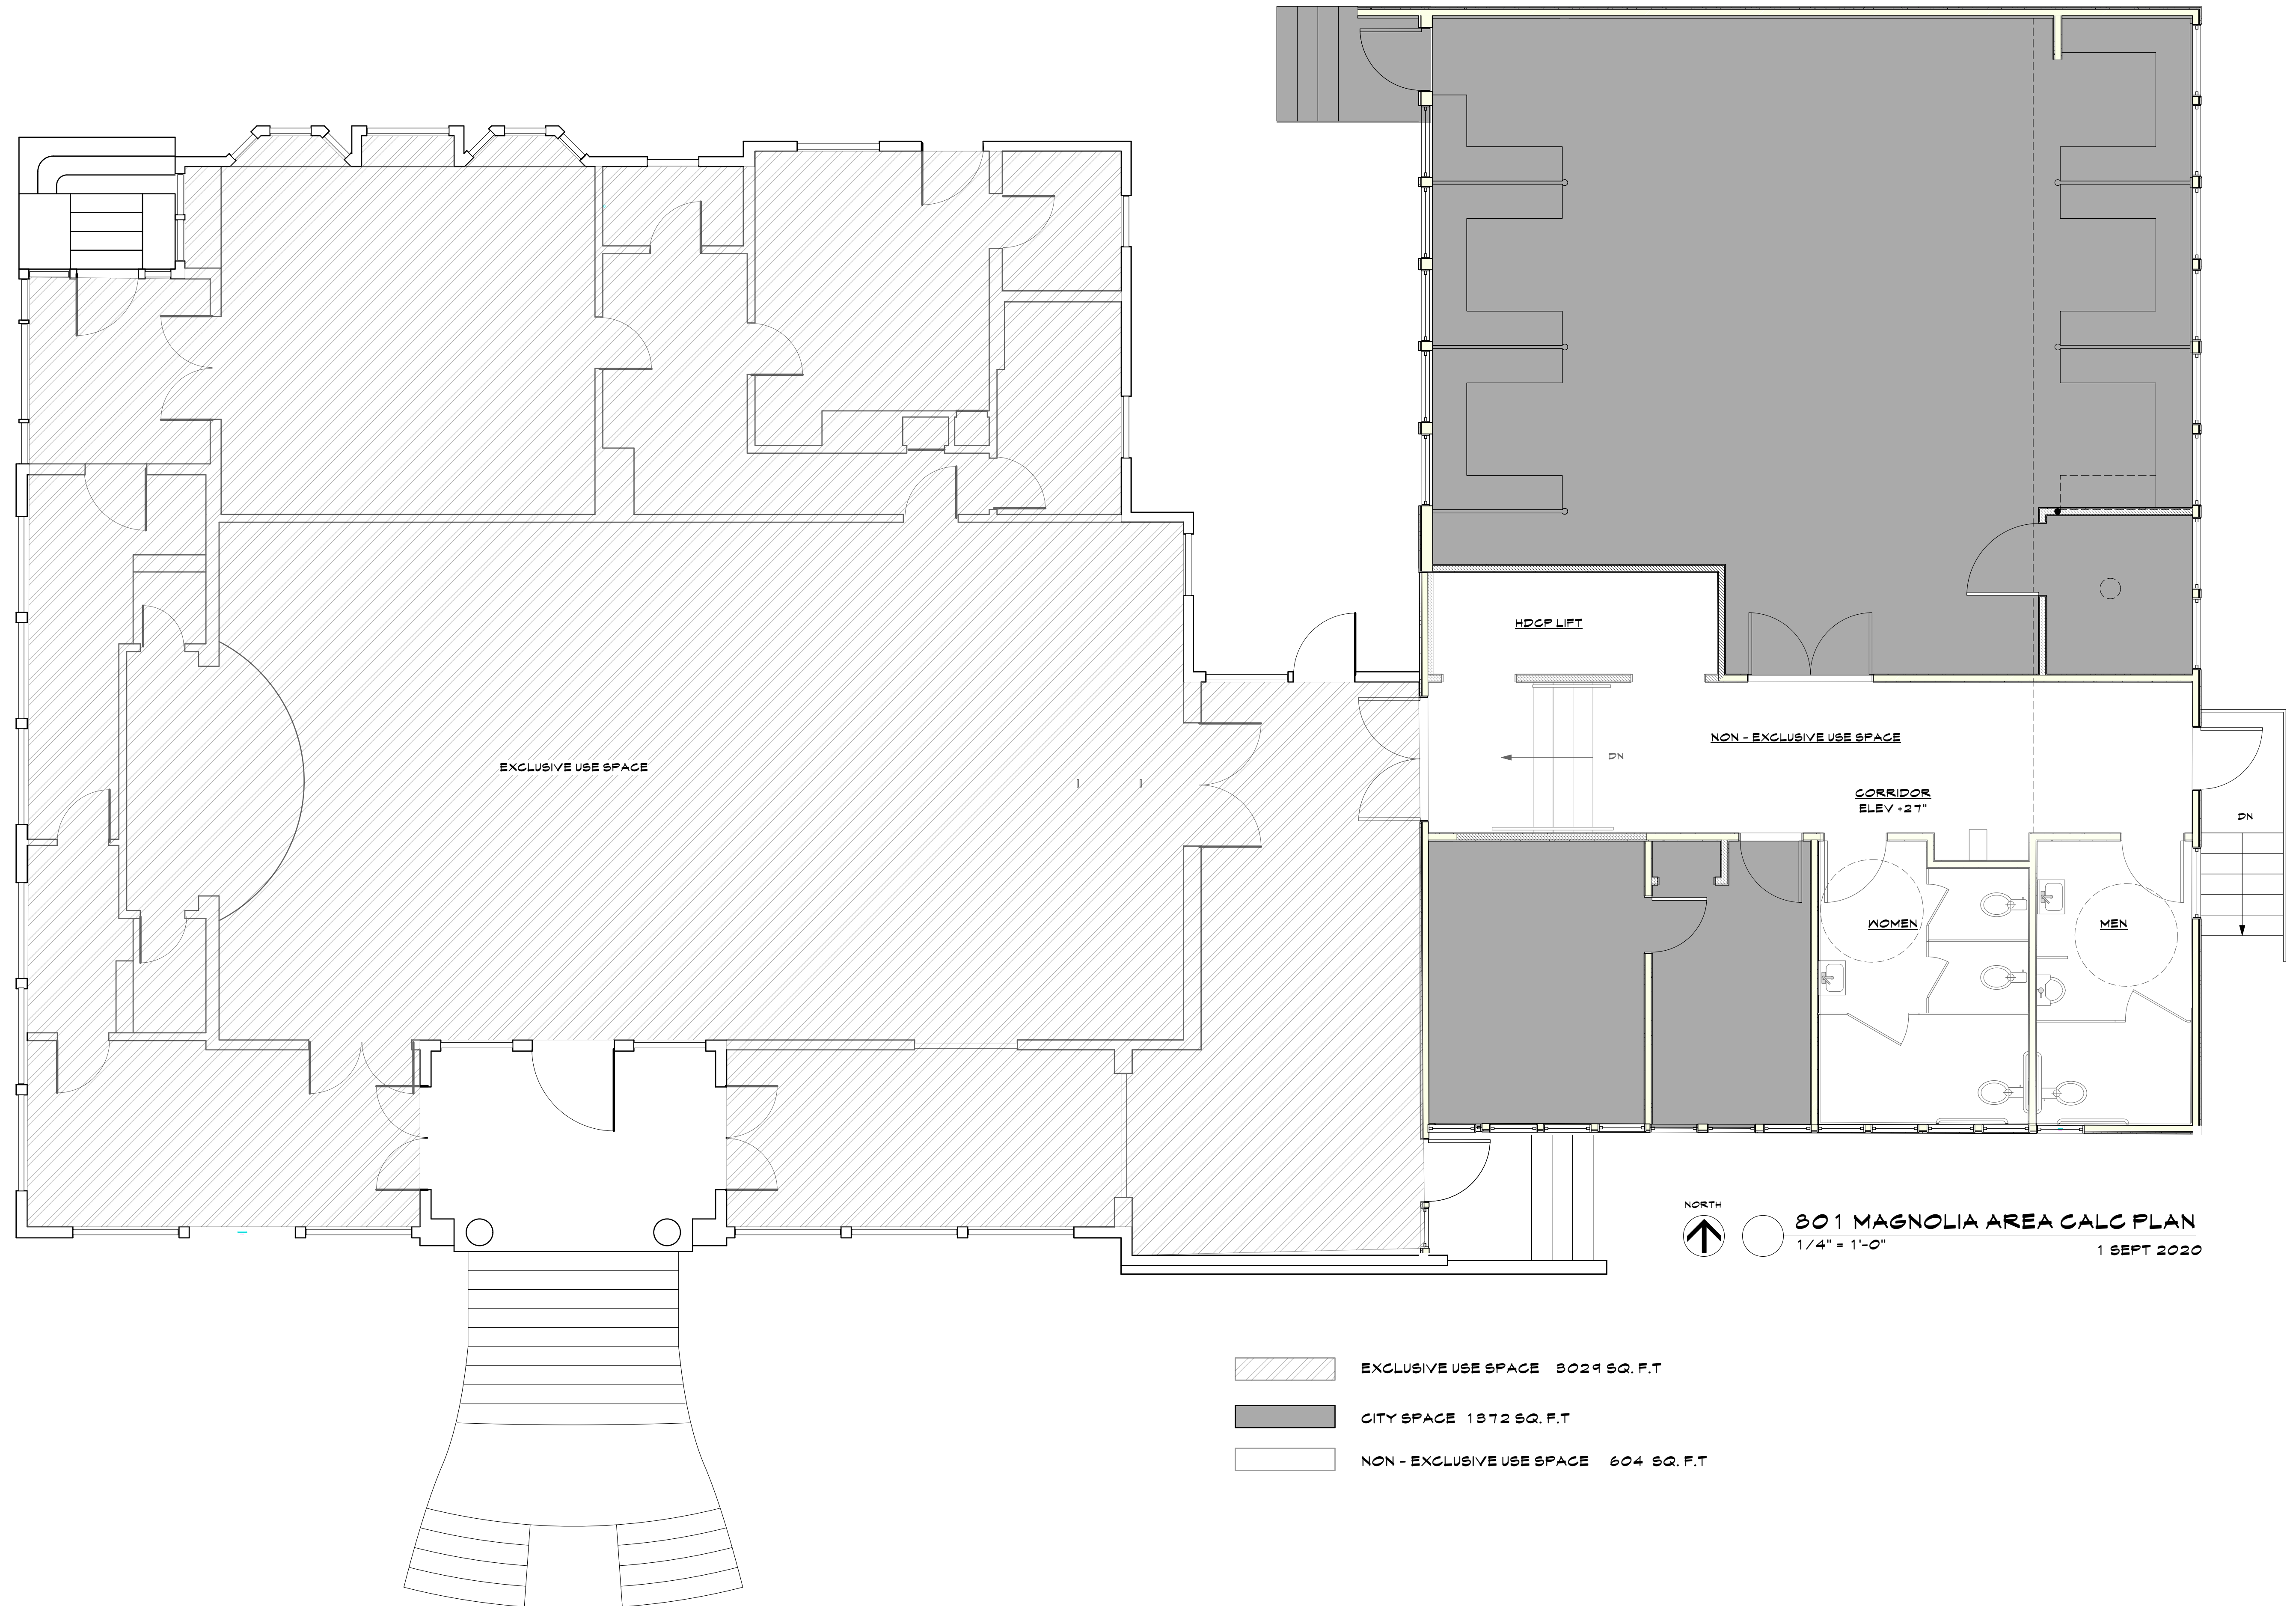 HDCP LIFT
NON - EXCLUSIVE USE SPACE
DN
EXCLUSIVE USE SPACE
CORRIDOR
ELEV +27"
DN
WOMEN
MEN
NORTH
801 MAGNOLIA AREA CALC PLAN
1/4" = 1'-0"
1 SEPT 2020
EXCLUSIVE USE SPACE 3029 SQ. F.T
CITY SPACE 1372 SQ. F.T
NON - EXCLUSIVE USE SPACE 604 SQ. F.T